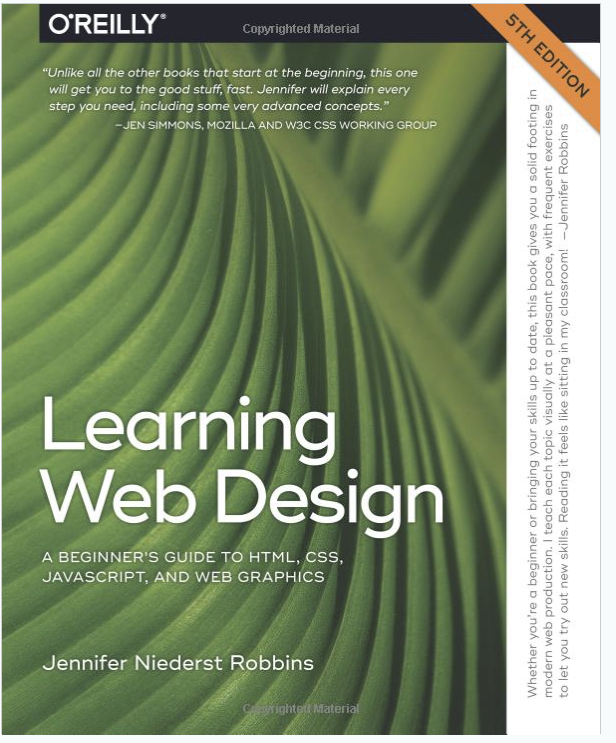 O'REILLY®
Copyrighted Material
5TH EDITION
“Unlike all the other books that start at the beginning, this one
will get you to the good stuff, fast. Jennifer will explain every
step you need, including some very advanced concepts.”
—JEN SIMMONS, MOZILLA AND W3C CSS WORKING GROUP
Learning
Web Design
A BEGINNER'S GUIDE TO HTML, CSS,
JAVASCRIPT, AND WEB GRAPHICS
Jennifer Niederst Robbins
Copyrighted Material
Whether you're a beginner or bringing your skills up to date, this book gives you a solid footing in
modern web production. I teach each topic visually at a pleasant pace, with frequent exercises
to let you try out new skills. Reading it feels like sitting in my classroom! —Jennifer Robbins